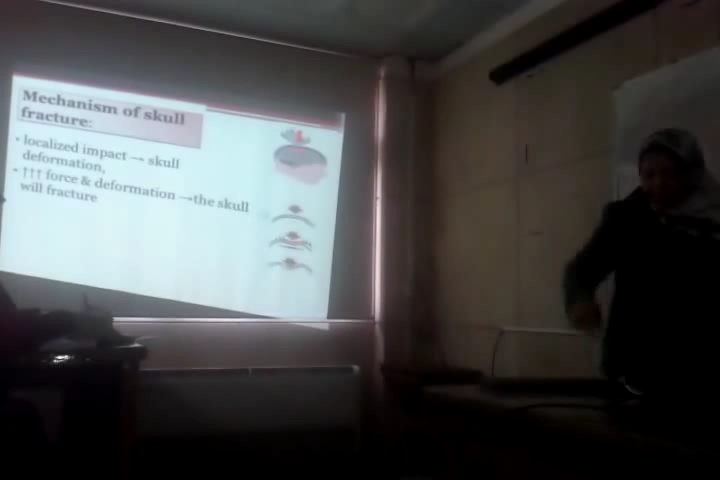 Mechanism of skull
fracture:
• localized impact → skull
deformation,
• ↑↑↑ force & deformation →the skull
will fracture